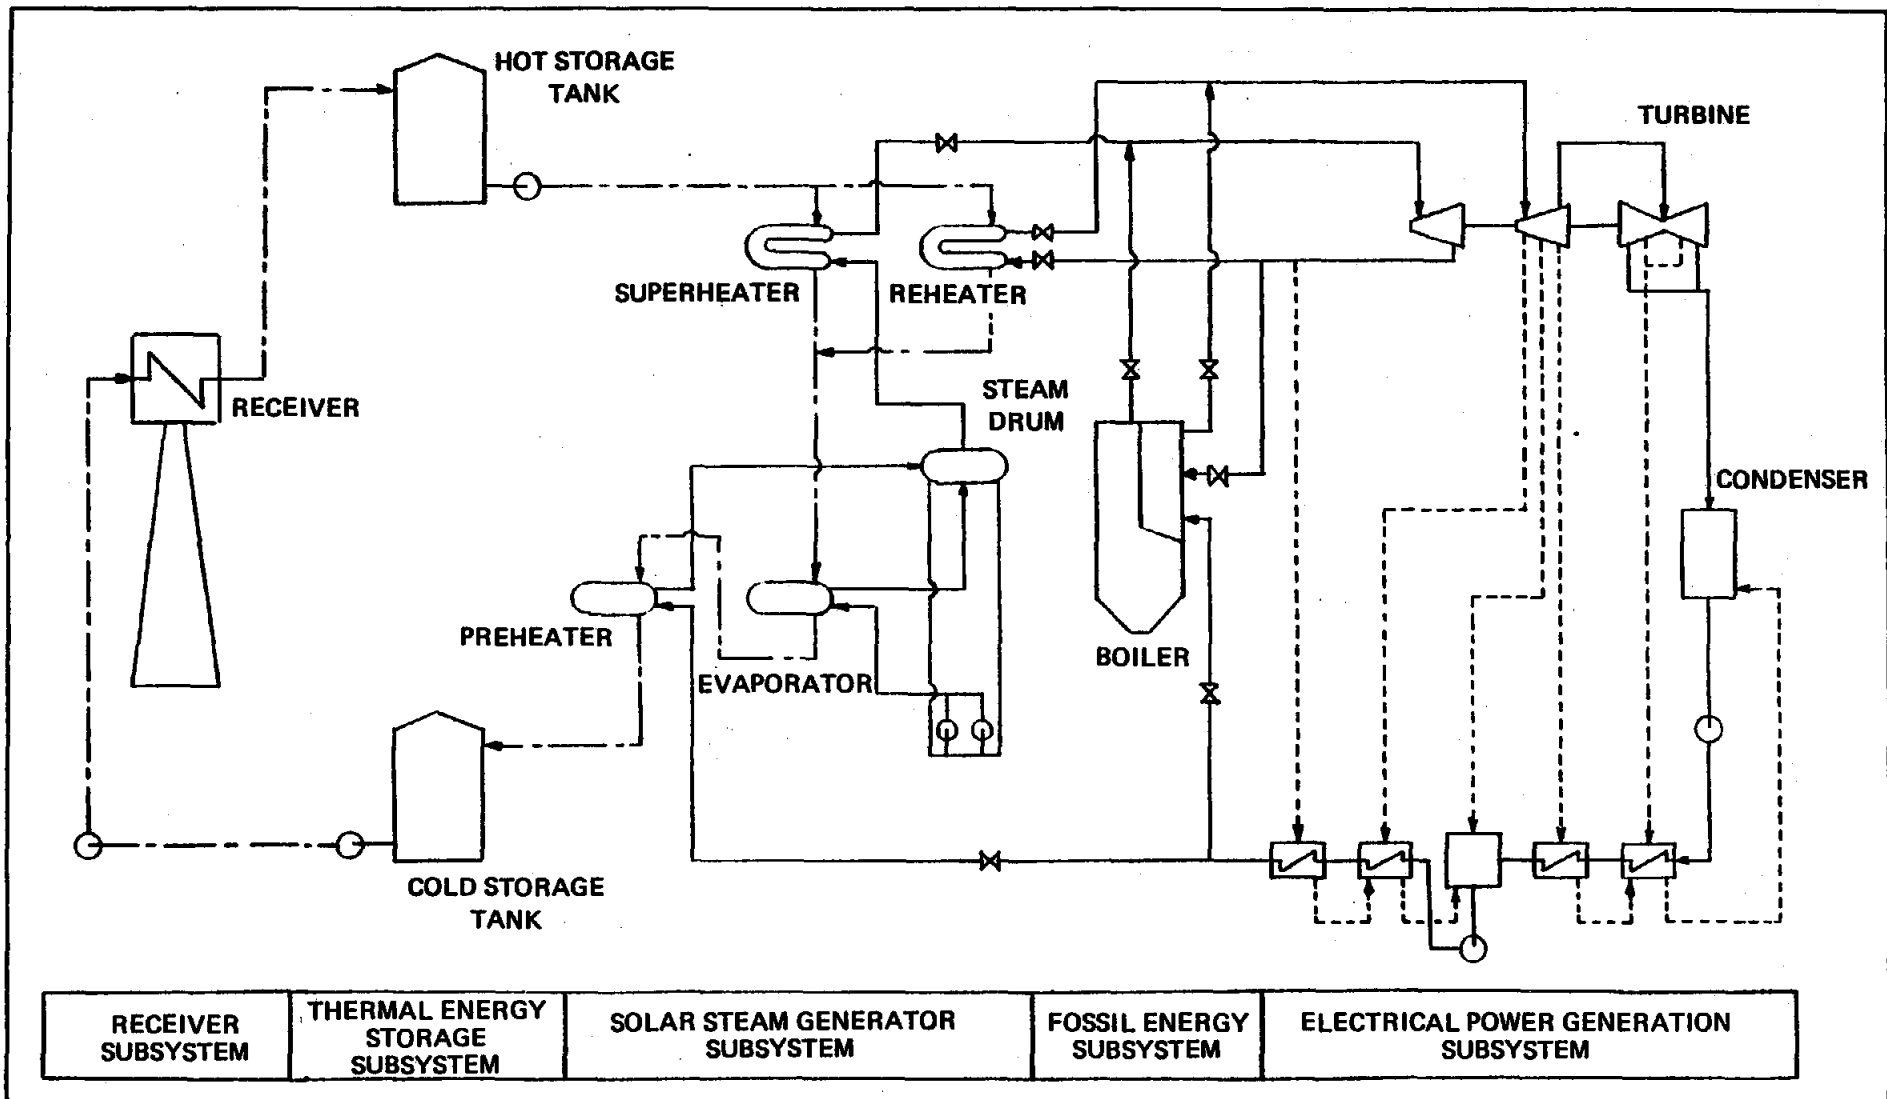 HOT STORAGE
TANK
TURBINE
SUPERHEATER
REHEATER
RECEIVER
STEAM
DRUM
CONDENSER
PREHEATER
EVAPORATOR
BOILER
COLD STORAGE
TANK
RECEIVER
SUBSYSTEM
THERMAL ENERGY
STORAGE
SUBSYSTEM
SOLAR STEAM GENERATOR
SUBSYSTEM
FOSSIL ENERGY
SUBSYSTEM
ELECTRICAL POWER GENERATION
SUBSYSTEM